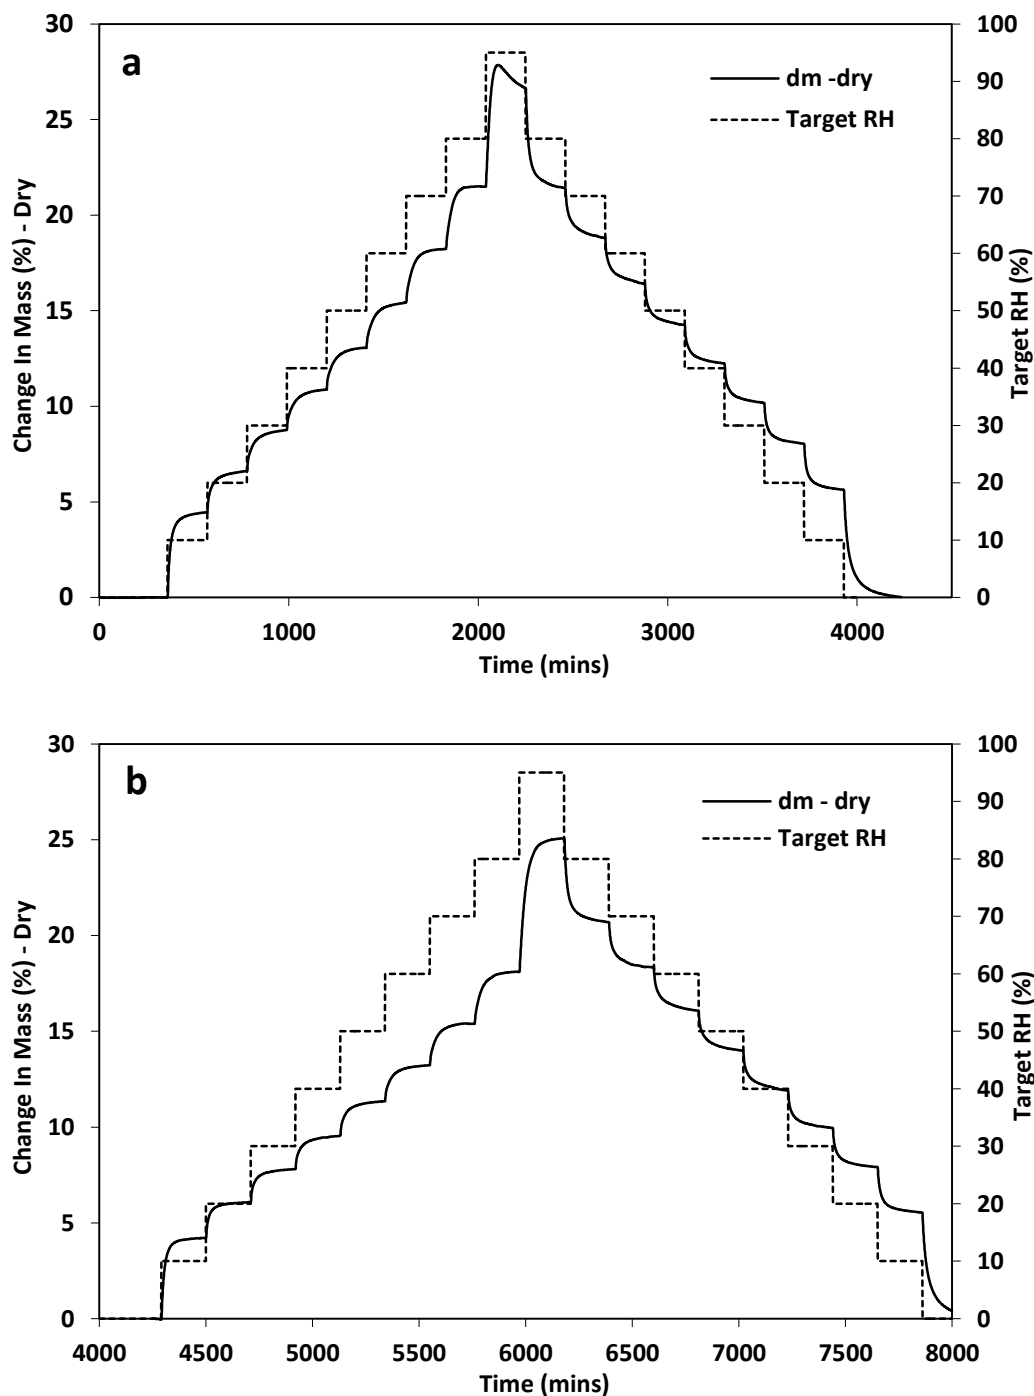 a
30
25
20
15
10
5
0
Change In Mass (%) - Dry
dm -dry
Target RH
100
90
80
70
60
50
40
30
20
10
0
Target RH (%)
0 1000 2000 3000 4000
Time (mins)
b
30
25
20
15
10
5
0
Change In Mass (%) - Dry
dm - dry
Target RH
100
90
80
70
60
50
40
30
20
10
0
Target RH (%)
4000 4500 5000 5500 6000 6500 7000 7500 8000
Time (mins)